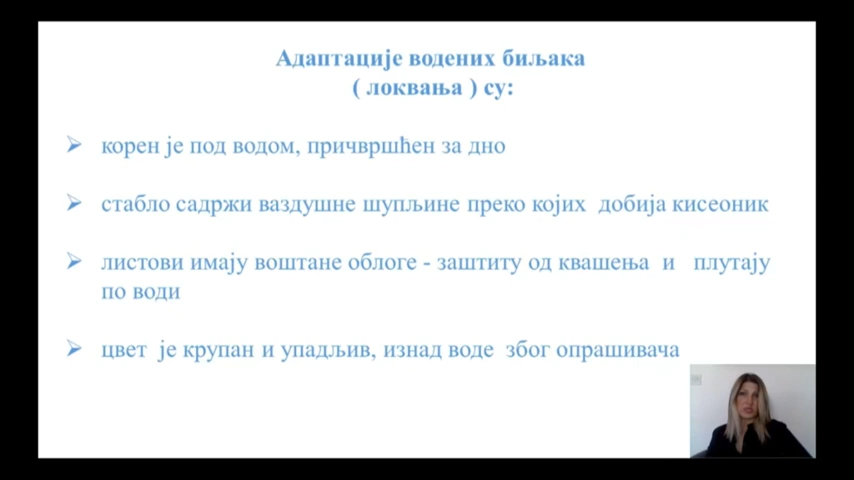 Адаптације водених биљака
( локвања ) су:
корен је под водом, причвршћен за дно
стабло садржи ваздушне шупљине преко којих добија кисеоник
листови имају воштане облоге - заштиту од квашења и плутају
по води
цвет је крупан и упадљив, изнад воде због опрашивача